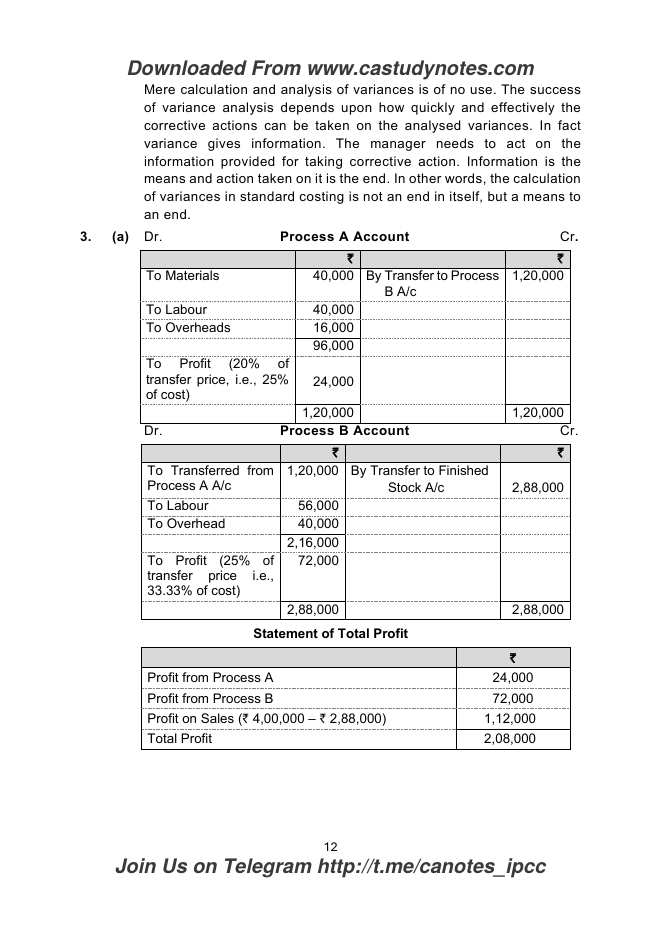 Downloaded From www.castudynotes.com
Mere calculation and analysis of variances is of no use. The success
of variance analysis depends upon how quickly and effectively the
corrective actions can be taken on the analysed variances. In fact
variance gives information. The manager needs to act on the
information provided for taking corrective action. Information is the
means and action taken on it is the end. In other words, the calculation
of variances in standard costing is not an end in itself, but a means to
an end.
3. (a) Dr. Process A Account Cr.
₹ ₹
To Materials 40,000 By Transfer to Process 1,20,000
B A/c
To Labour 40,000
To Overheads 16,000
96,000
To Profit (20% of
transfer price, i.e., 25% 24,000
of cost)
1,20,000 1,20,000
Dr. Process B Account Cr.
₹ ₹
To Transferred from 1,20,000 By Transfer to Finished
Process A A/c Stock A/c 2,88,000
To Labour 56,000
To Overhead 40,000
2,16,000
To Profit (25% of 72,000
transfer price i.e.,
33.33% of cost)
2,88,000 2,88,000
Statement of Total Profit
₹
Profit from Process A 24,000
Profit from Process B 72,000
Profit on Sales (₹ 4,00,000 – ₹ 2,88,000) 1,12,000
Total Profit 2,08,000
12
Join Us on Telegram http://t.me/canotes_ipcc